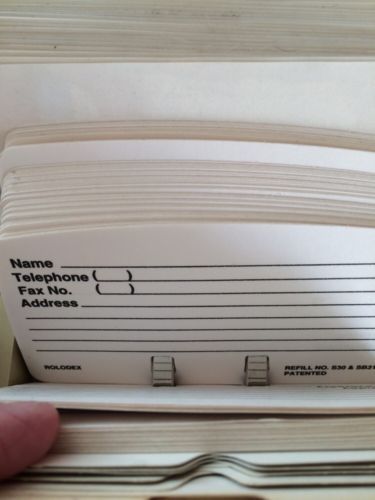 Name
Telephone ( )
Fax No. ( )
Address
ROLODEX REFILL NO. S30 &
PATENTED